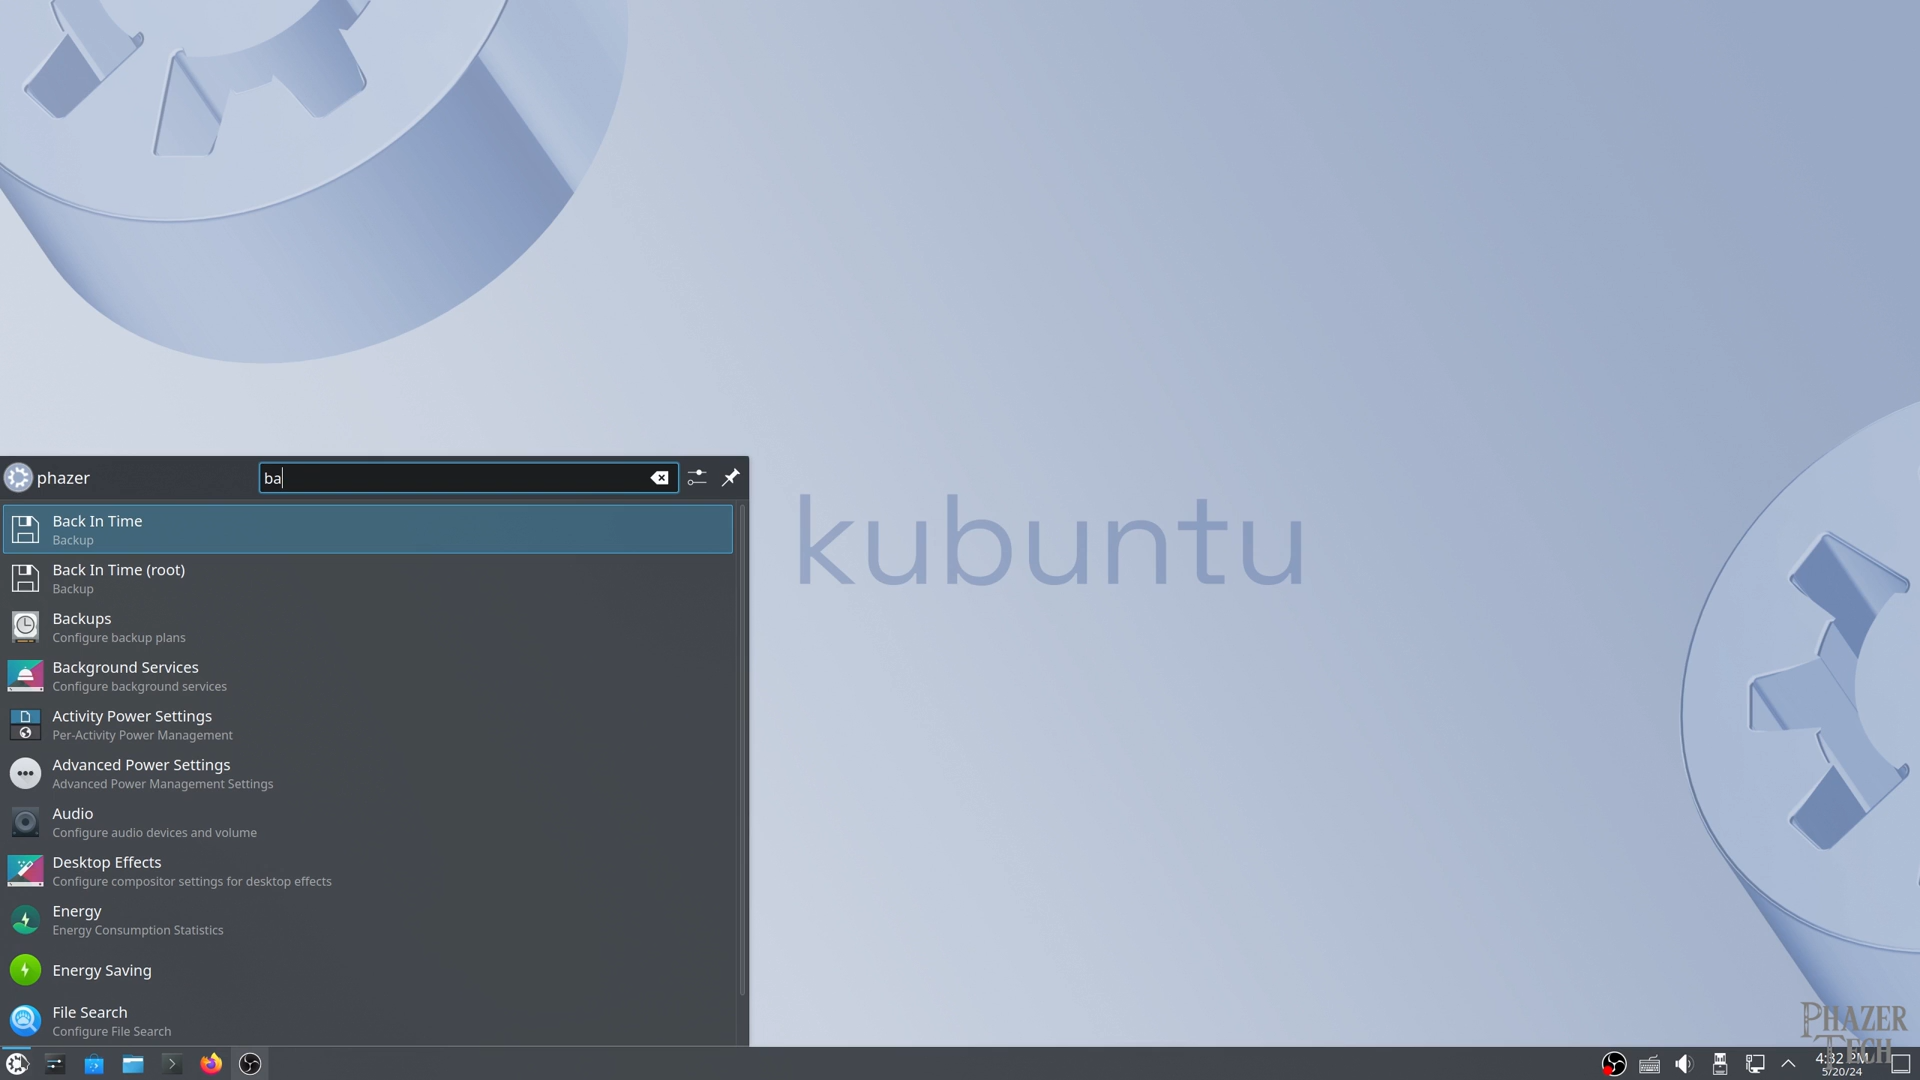 kubuntu
phazer
ba
Back In Time
Backup
Back In Time (root)
Backup
Backups
Configure backup plans
Background Services
Configure background services
Activity Power Settings
Per-Activity Power Management
Advanced Power Settings
Advanced Power Management Settings
Audio
Configure audio devices and volume
Desktop Effects
Configure compositor settings for desktop effects
Energy
Energy Consumption Statistics
Energy Saving
File Search
Configure File Search
PHAZER
TECH
4:32 PM
5/20/24